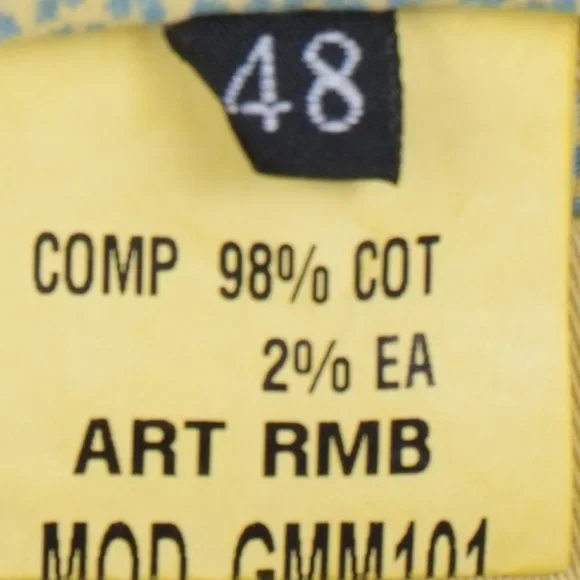 48
COMP 98% COT
2% EA
ART RMB
MOD GMM101